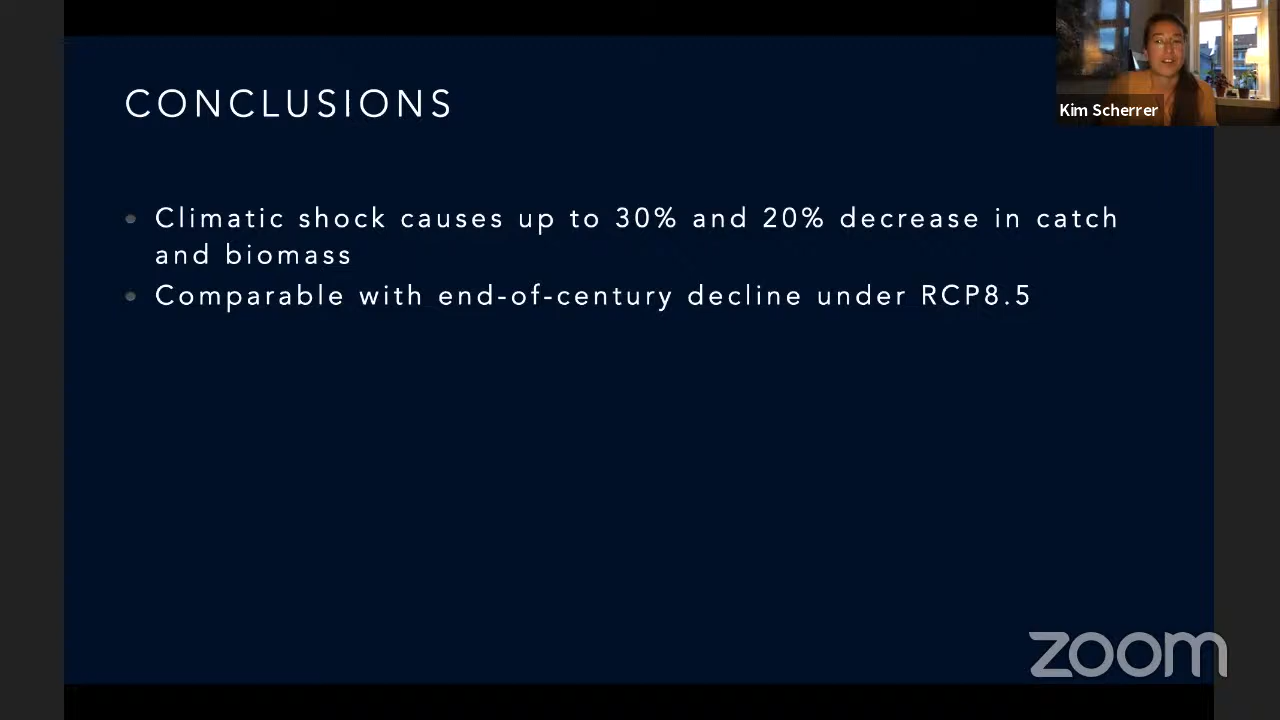 CONCLUSIONS
Kim Scherrer
• Climatic shock causes up to 30% and 20% decrease in catch
and biomass
• Comparable with end-of-century decline under RCP8.5
zoom